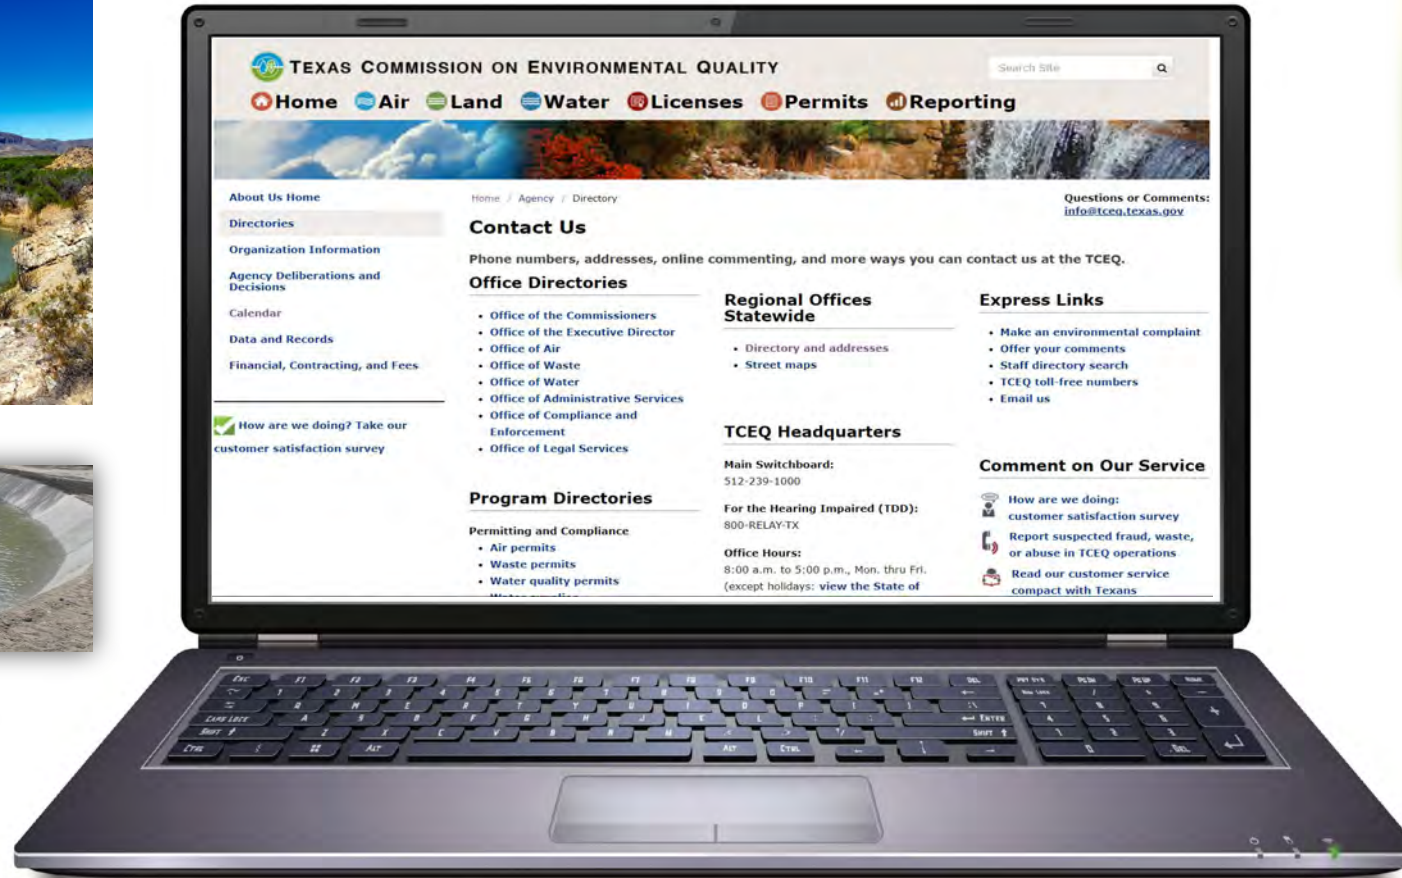 TEXAS COMMISSION ON ENVIRONMENTAL QUALITY
Search Site
Home Air Land Water Licenses Permits Reporting
About Us Home
Directories
Organization Information
Agency Deliberations and
Decisions
Calendar
Data and Records
Financial, Contracting, and Fees
How are we doing? Take our
customer satisfaction survey
Home / Agency / Directory
Questions or Comments:
info@tceq.texas.gov
Contact Us
Phone numbers, addresses, online commenting, and more ways you can contact us at the TCEQ.
Office Directories
• Office of the Commissioners
• Office of the Executive Director
• Office of Air
• Office of Waste
• Office of Water
• Office of Administrative Services
• Office of Compliance and
Enforcement
• Office of Legal Services
Program Directories
Permitting and Compliance
• Air permits
• Waste permits
• Water quality permits
Regional Offices
Statewide
• Directory and addresses
• Street maps
TCEQ Headquarters
Main Switchboard:
512-239-1000
For the Hearing Impaired (TDD):
800-RELAY-TX
Office Hours:
8:00 a.m. to 5:00 p.m., Mon. thru Fri.
(except holidays: view the State of
Express Links
• Make an environmental complaint
• Offer your comments
• Staff directory search
• TCEQ toll-free numbers
• Email us
Comment on Our Service
How are we doing:
customer satisfaction survey
Report suspected fraud, waste,
or abuse in TCEQ operations
Read our customer service
compact with Texans